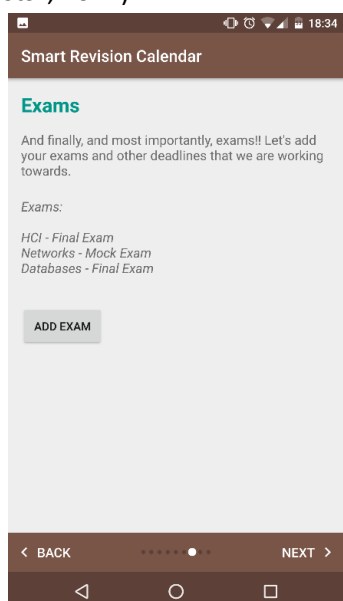 18:34
Smart Revision Calendar
Exams
And finally, and most importantly, exams!! Let's add
your exams and other deadlines that we are working
towards.
Exams:
HCI - Final Exam
Networks - Mock Exam
Databases - Final Exam
ADD EXAM
BACK
NEXT